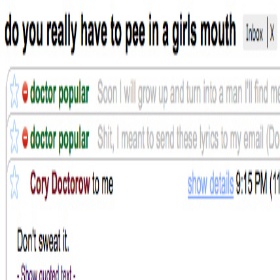 do you really have to pee in a girls mouth Inbox X
doctor popular Soon I will grow up and turn into a man I'll find me
doctor popular Shit, I meant to send these lyrics to my email (Do
Cory Doctorow to me show details 9:15 PM (11
Don't sweat it.
- Show quoted text -